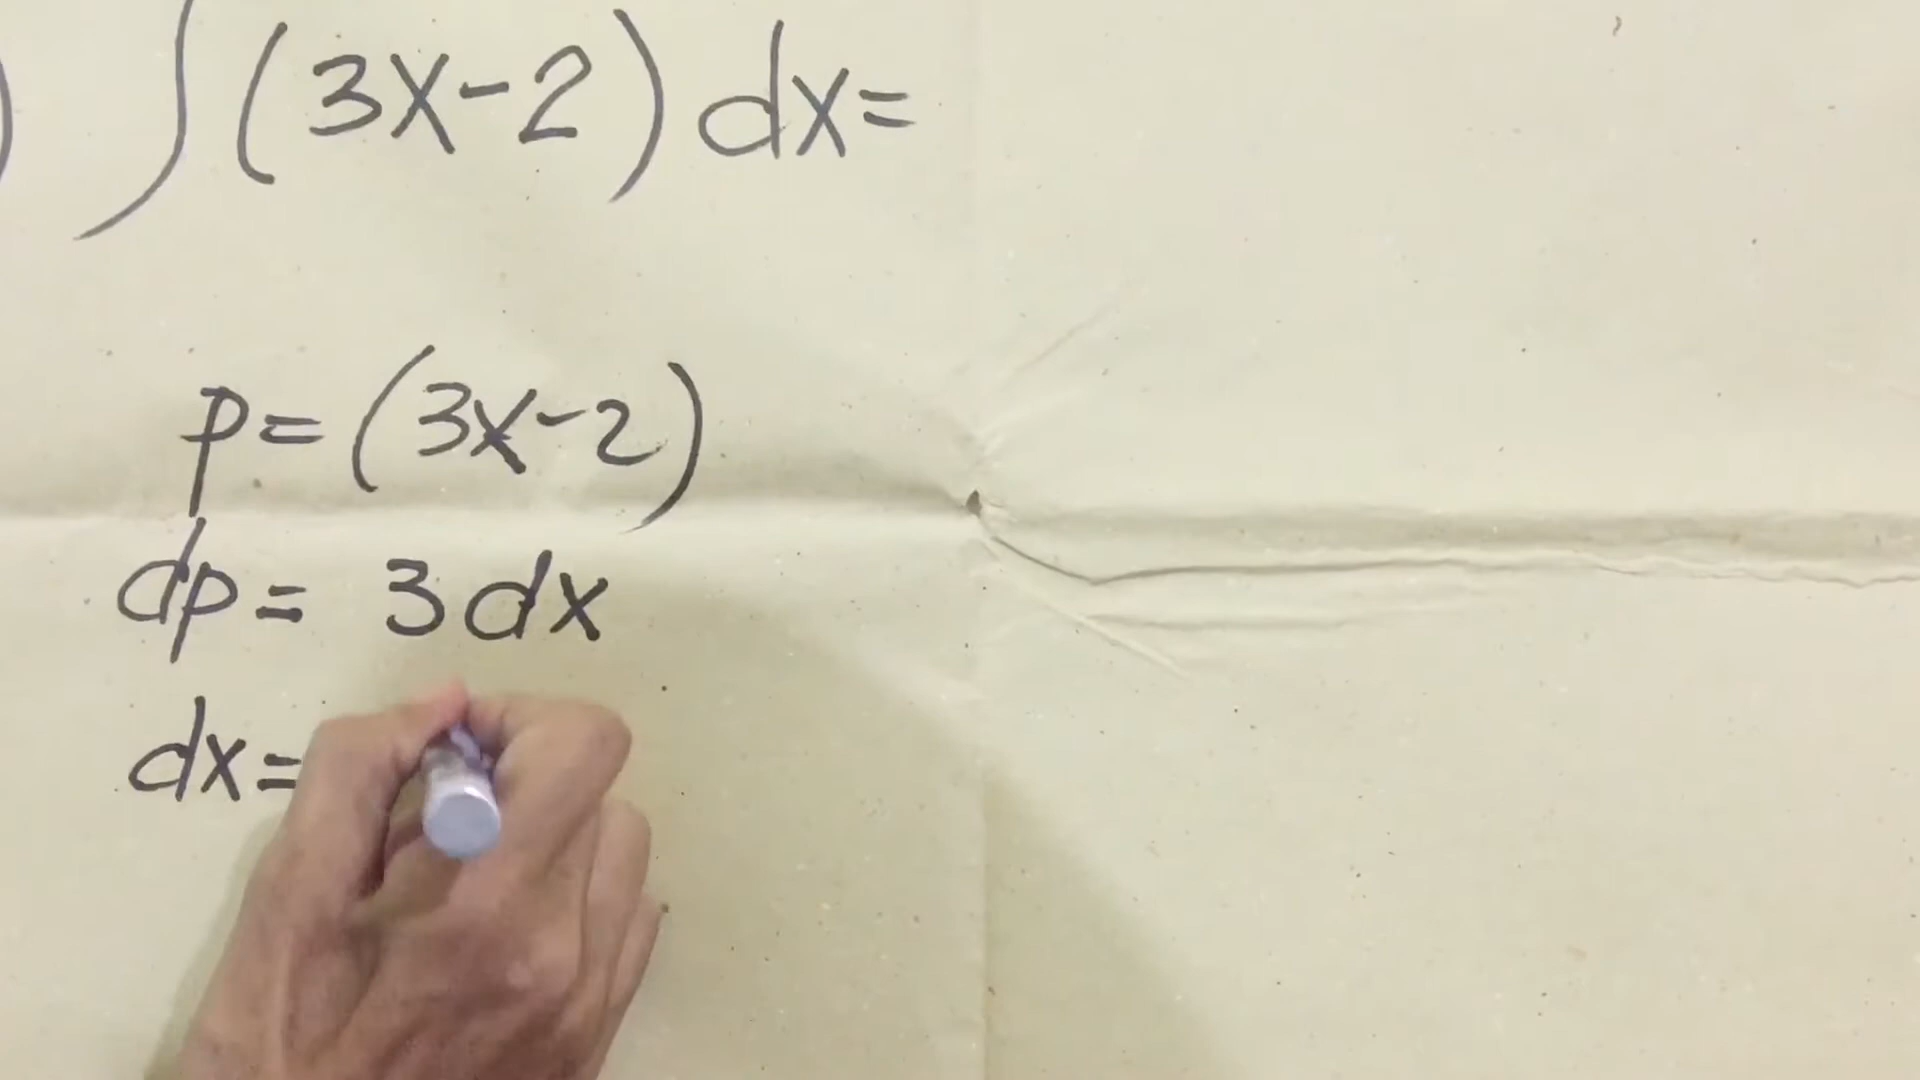 ) ∫(3x-2) dx=
p= (3x-2)
dp= 3dx
dx=